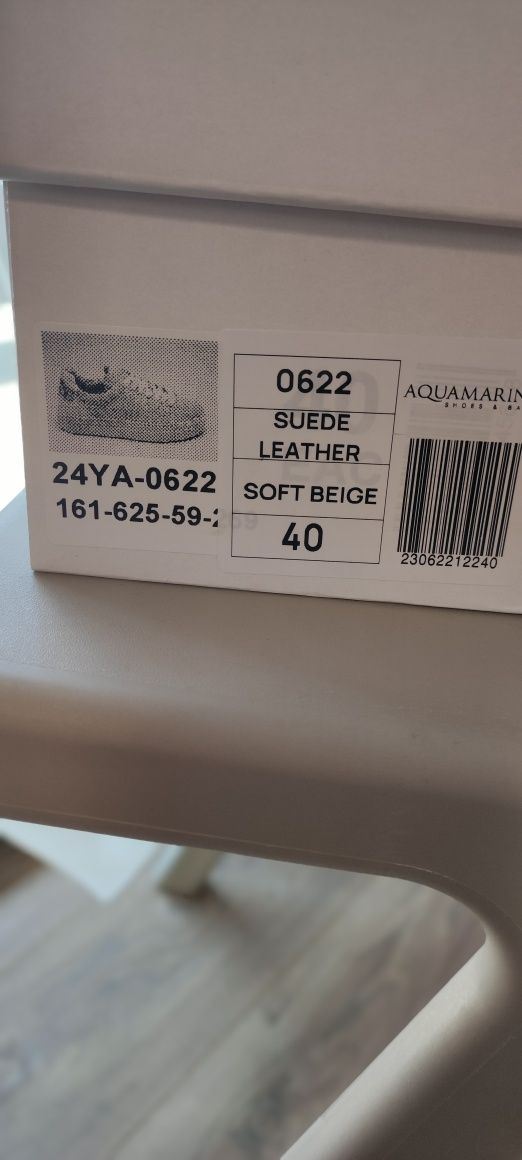 24YA-0622
161-625-59-
0622
SUEDE
LEATHER
SOFT BEIGE
40
AQUAMARIN
SHOES & BA
23062212240